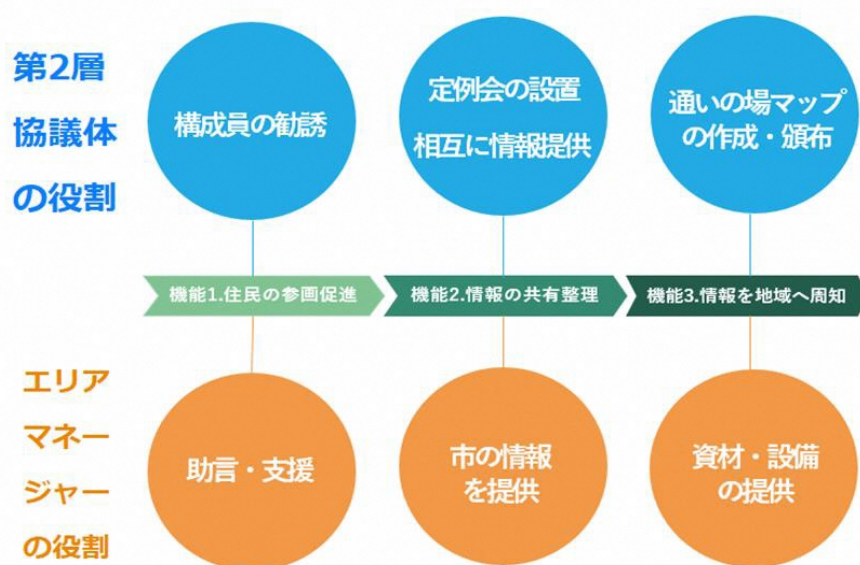 第2層
協議体
の役割
構成員の勧誘
定例会の設置
相互に情報提供
通いの場マップ
の作成・頒布
機能1.住民の参画促進
機能2.情報の共有整理
機能3.情報を地域へ周知
エリア
マネー
ジャー
の役割
助言・支援
市の情報
を提供
資材・設備
の提供